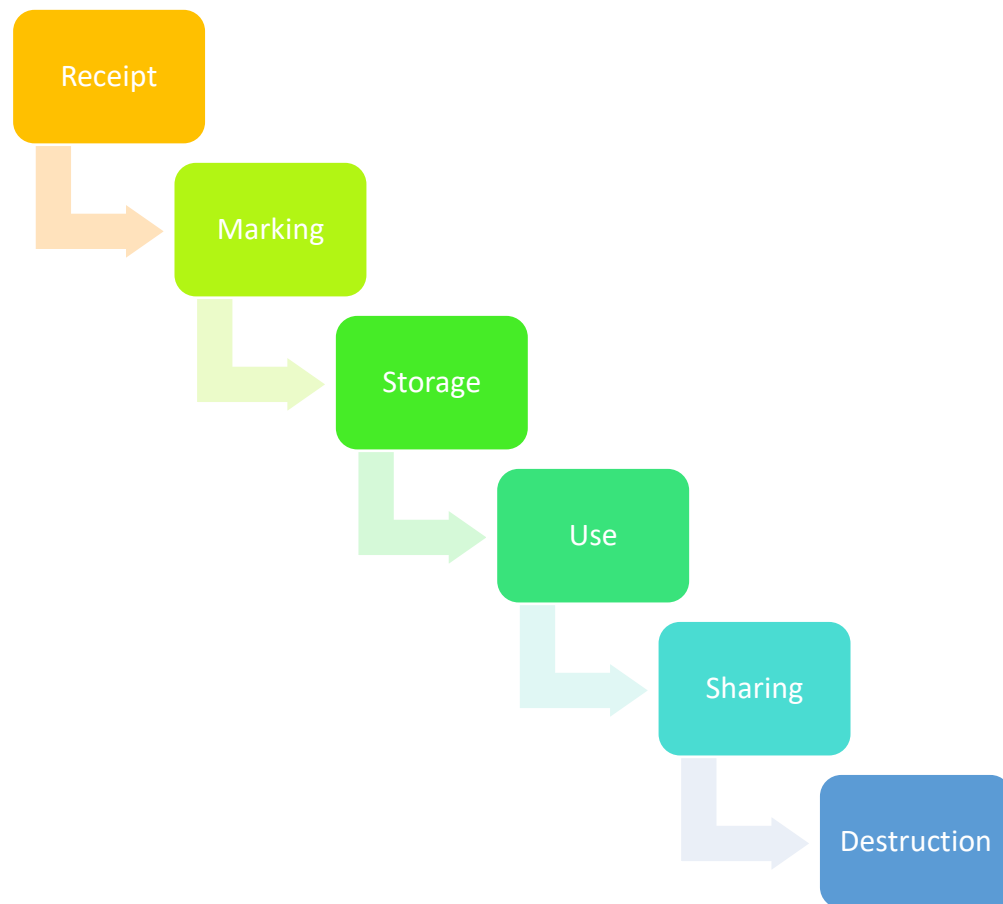 Receipt
Marking
Storage
Use
Sharing
Destruction